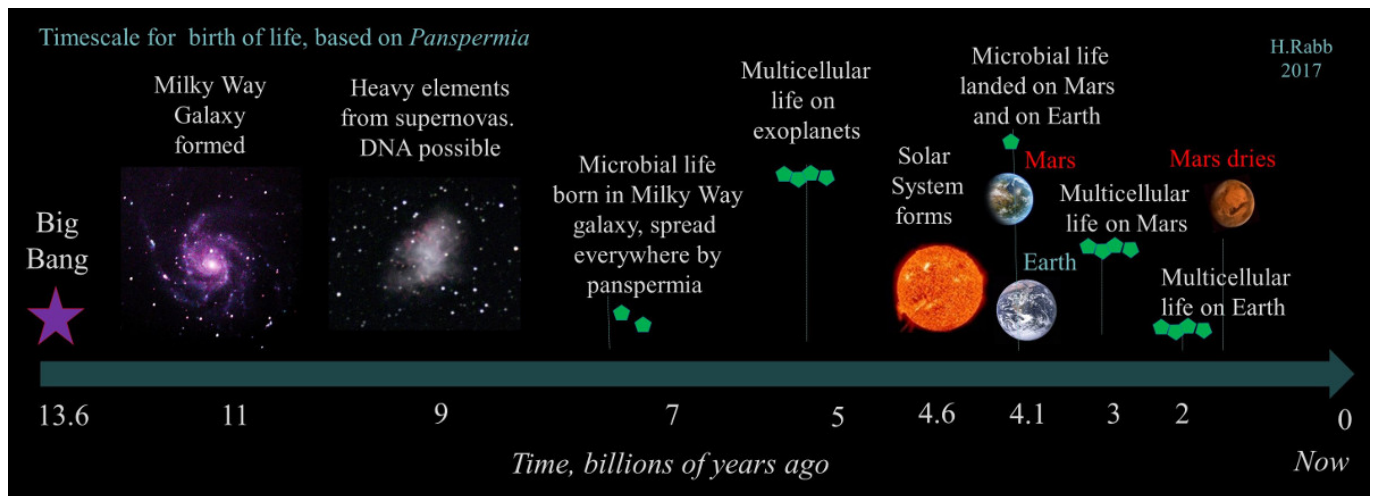 Timescale for birth of life, based on Panspermia
H.Rabb
2017
Big
Bang
Milky Way
Galaxy
formed
Heavy elements
from supernovas.
DNA possible
Microbial life
born in Milky Way
galaxy, spread
everywhere by
panspermia
Multicellular
life on
exoplanets
Solar
System
forms
Microbial life
landed on Mars
and on Earth
Mars
Earth
Multicellular
life on Mars
Mars dries
Multicellular
life on Earth
13.6 11 9 7 5 4.6 4.1 3 2 0
Time, billions of years ago
Now